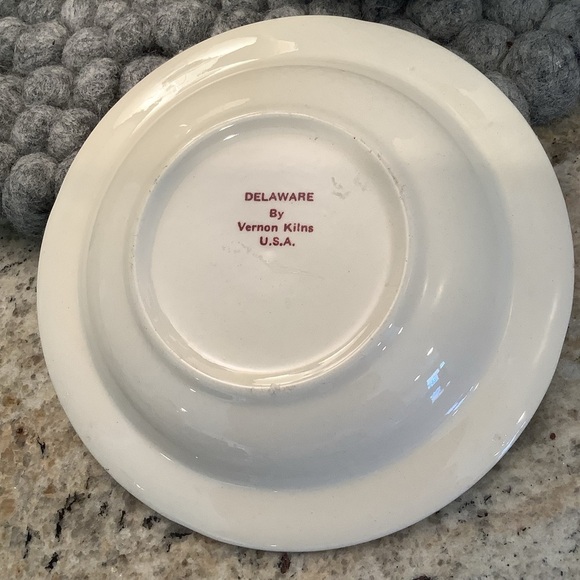 DELAWARE
By
Vernon Kilns
U.S.A.